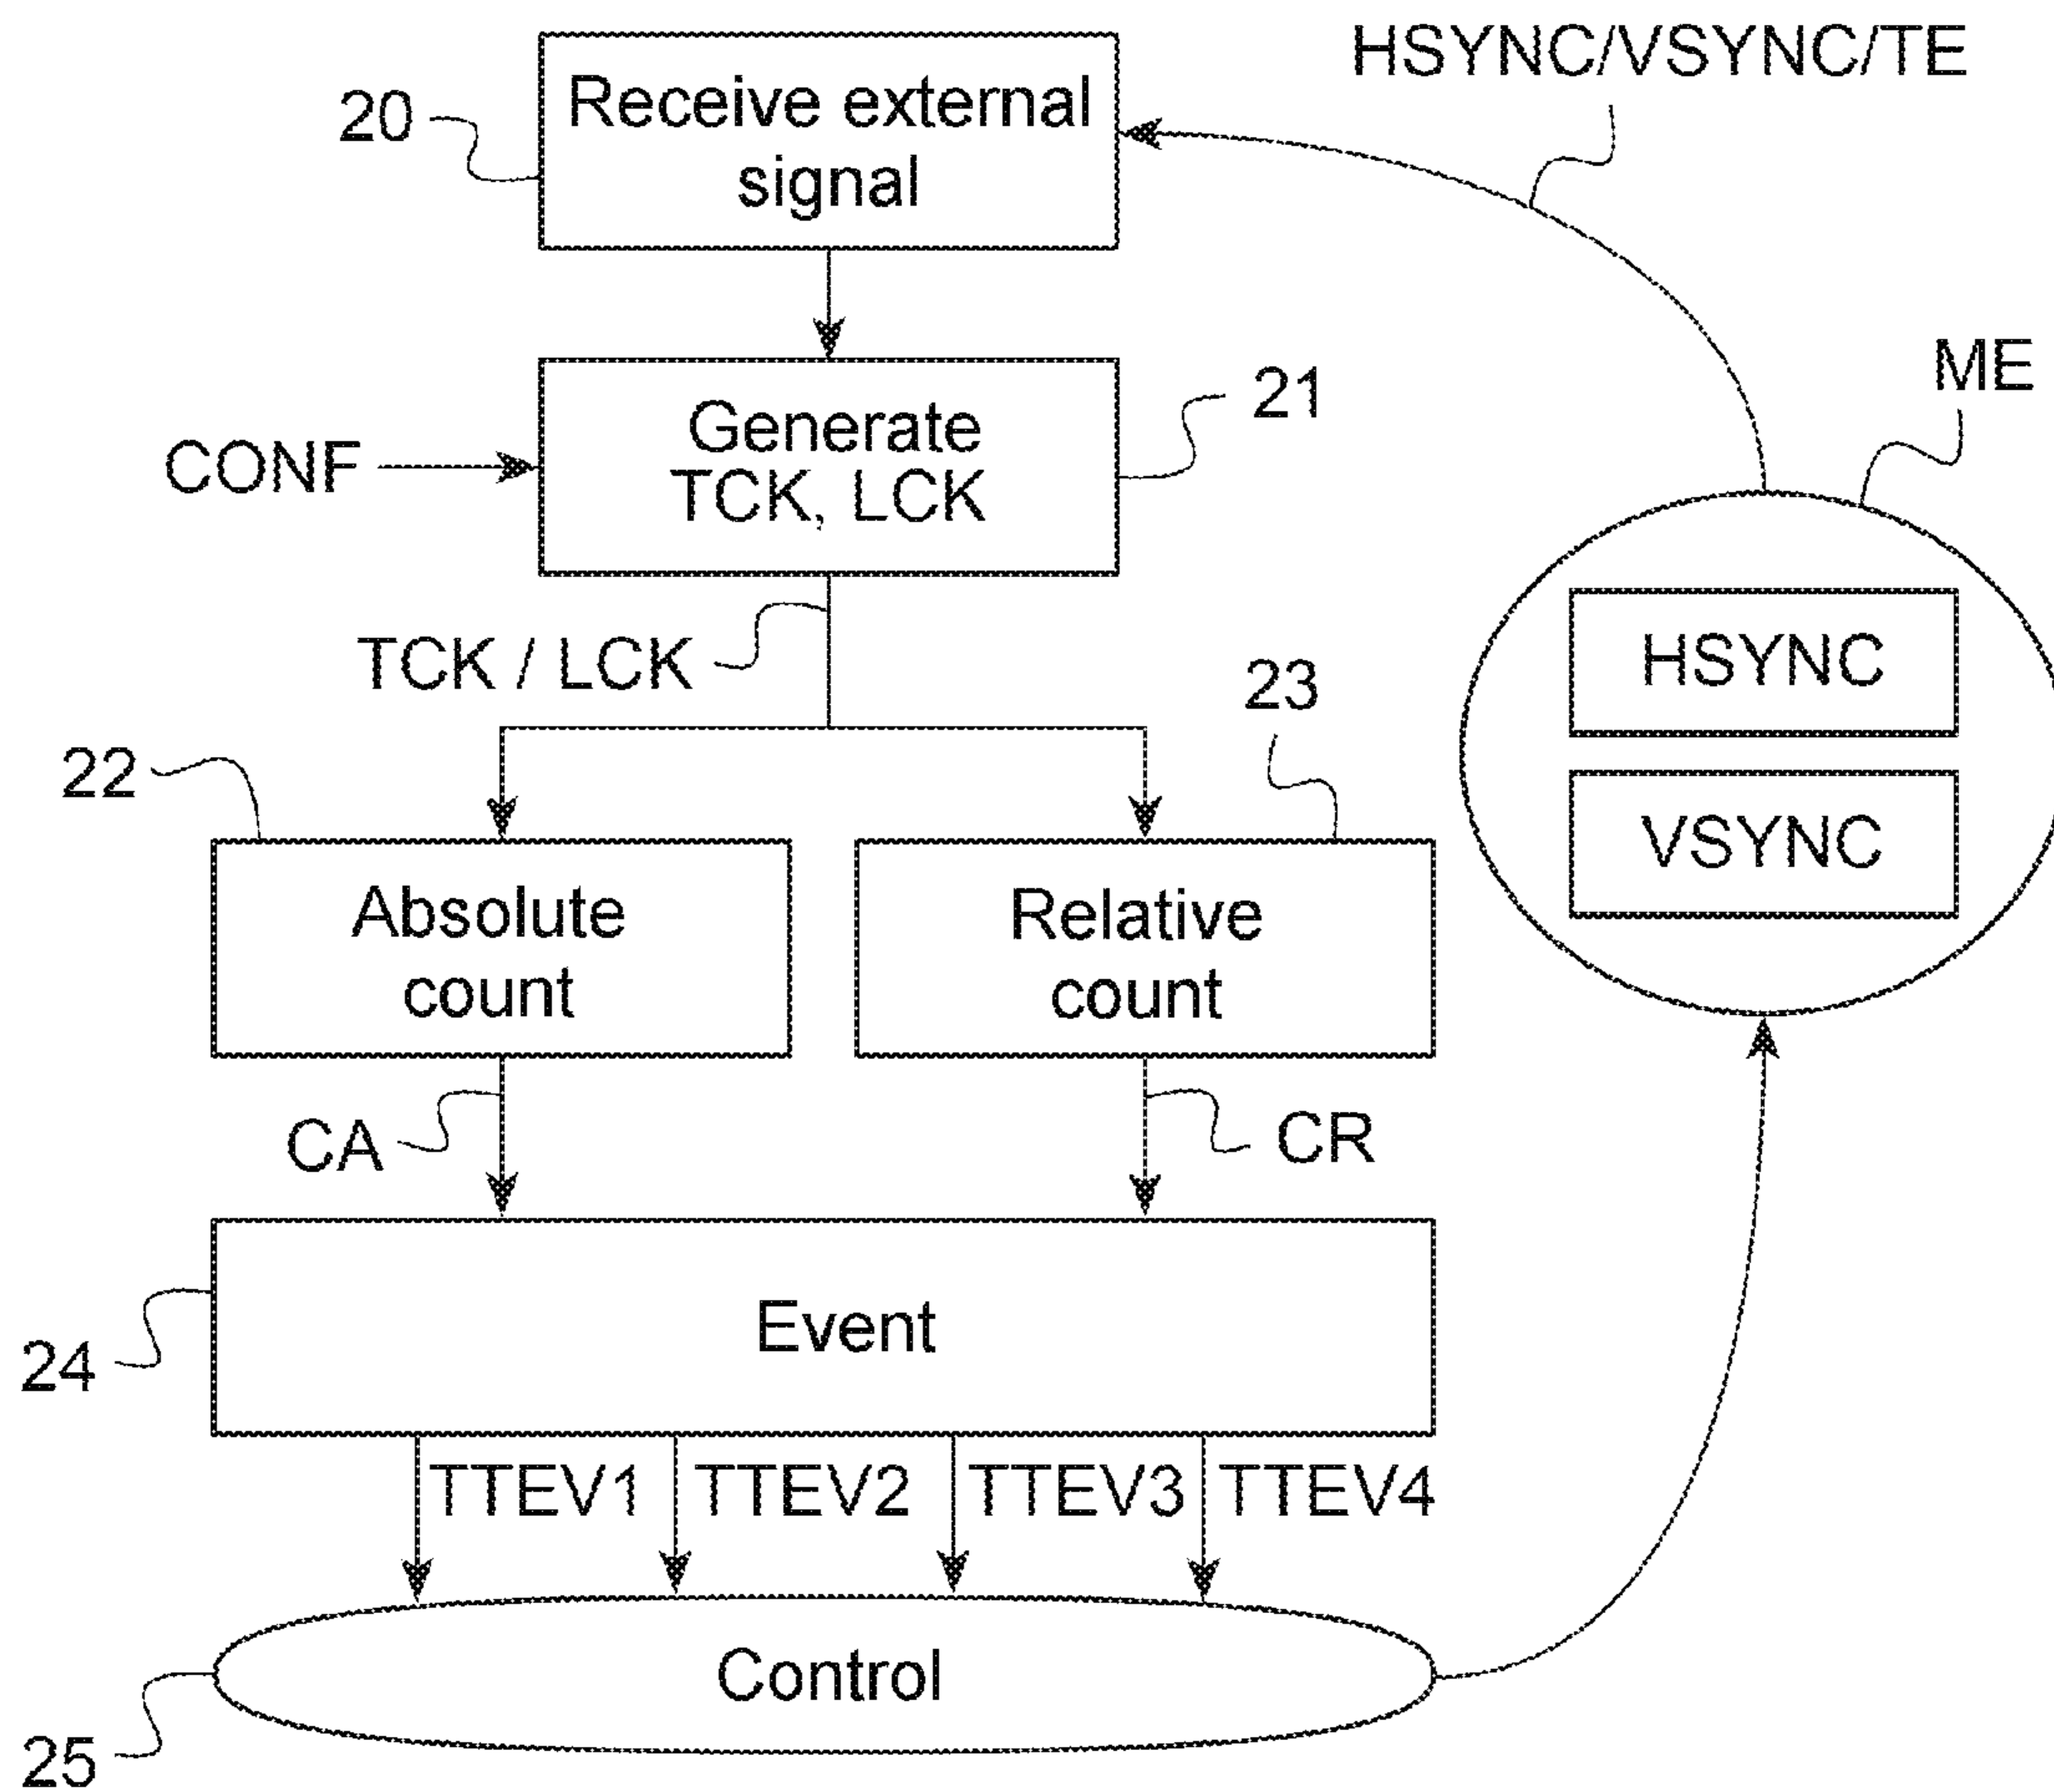 HSYNC/VSYNC/TE
20
Receive external
signal
ME
21
Generate
TCK, LCK
CONF
TCK / LCK
HSYNC
23
VSYNC
22
Absolute
count
Relative
count
CA
CR
Event
24
TTEV1
TTEV2
TTEV3
TTEV4
Control
25